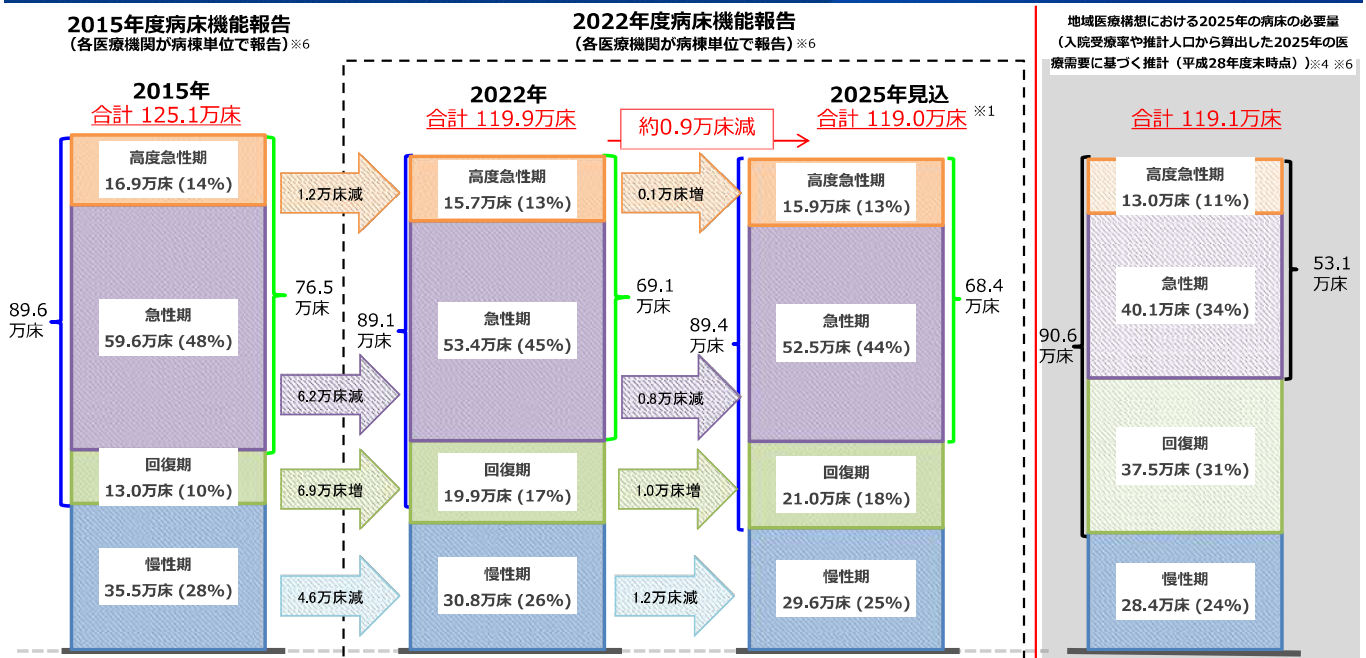 2015年度病床機能報告
(各医療機関が病棟単位で報告)※6
2015年
合計 125.1万床
高度急性期
16.9万床 (14%)
急性期
59.6万床 (48%)
回復期
13.0万床 (10%)
慢性期
35.5万床 (28%)
89.6
万床
76.5
万床
1.2万床減
6.2万床減
6.9万床増
4.6万床減
2022年度病床機能報告
(各医療機関が病棟単位で報告)※6
2022年
合計 119.9万床
高度急性期
15.7万床 (13%)
急性期
53.4万床 (45%)
回復期
19.9万床 (17%)
慢性期
30.8万床 (26%)
89.1
万床
69.1
万床
約0.9万床減
0.1万床増
0.8万床減
1.0万床増
1.2万床減
2025年見込
合計 119.0万床 ※1
高度急性期
15.9万床 (13%)
急性期
52.5万床 (44%)
回復期
21.0万床 (18%)
慢性期
29.6万床 (25%)
89.4
万床
68.4
万床
地域医療構想における2025年の病床の必要量
(入院受療率や推計人口から算出した2025年の医
療需要に基づく推計(平成28年度末時点))※4 ※6
合計 119.1万床
高度急性期
13.0万床 (11%)
急性期
40.1万床 (34%)
回復期
37.5万床 (31%)
慢性期
28.4万床 (24%)
90.6
万床
53.1
万床